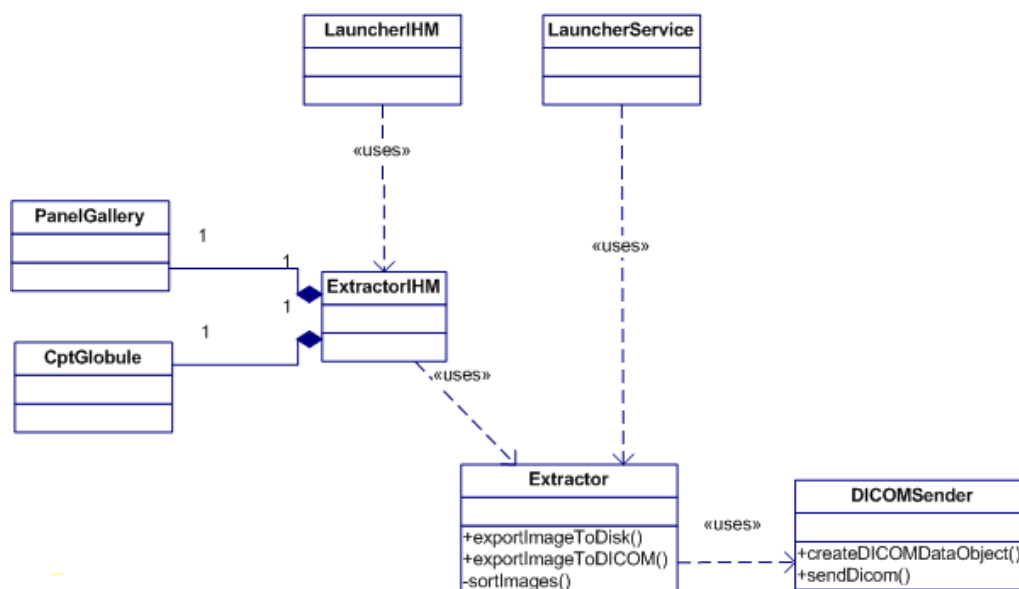 LauncherIHM
LauncherService
«uses»
PanelGallery
1
«uses»
1
ExtractorIHM
1
1
CptGlobule
«uses»
Extractor
DICOMSender
«uses»
+exportImageToDisk()
+exportImageToDICOM()
-sortImages()
+createDICOMDataObject()
+sendDicom()